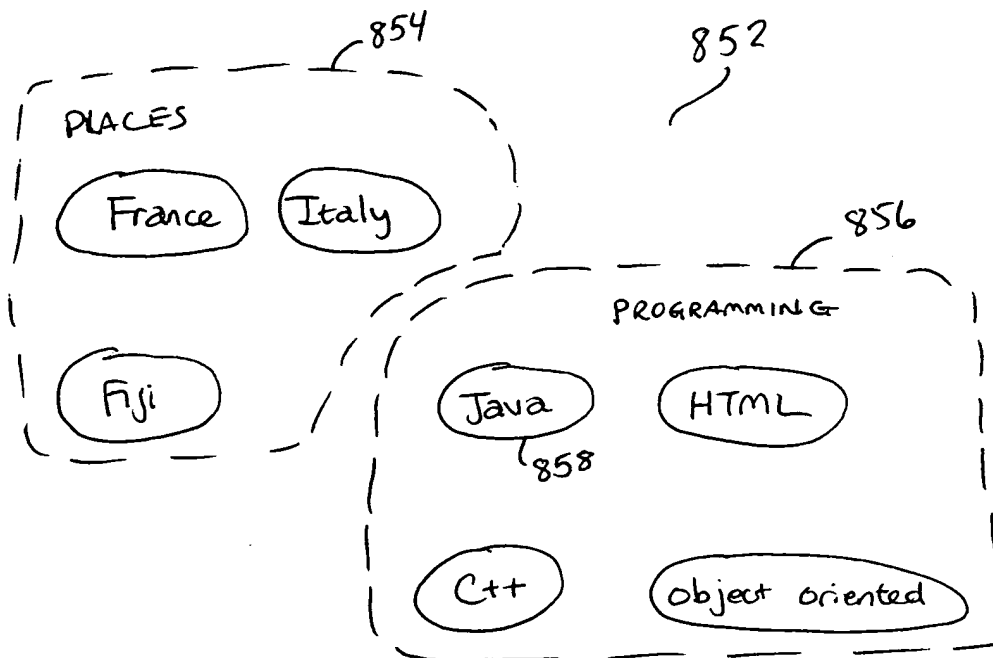 854
852
PLACES
France
Italy
856
PROGRAMMING
Fiji
Java
HTML
858
C++
object oriented